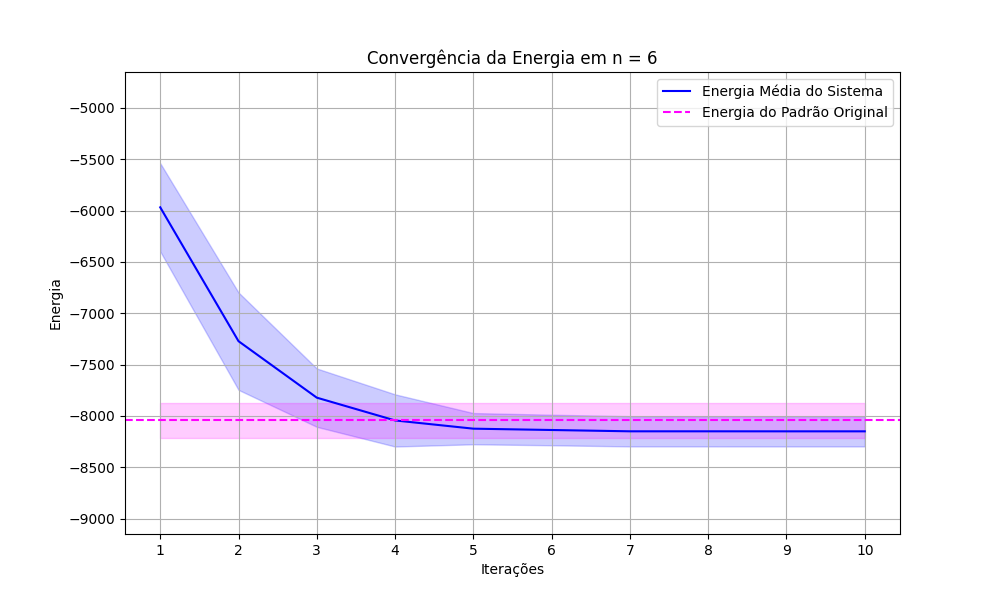 Convergência da Energia em n = 6
Energia Média do Sistema
Energia do Padrão Original
Energia
−5000
−5500
−6000
−6500
−7000
−7500
−8000
−8500
−9000
1 2 3 4 5 6 7 8 9 10
Iterações